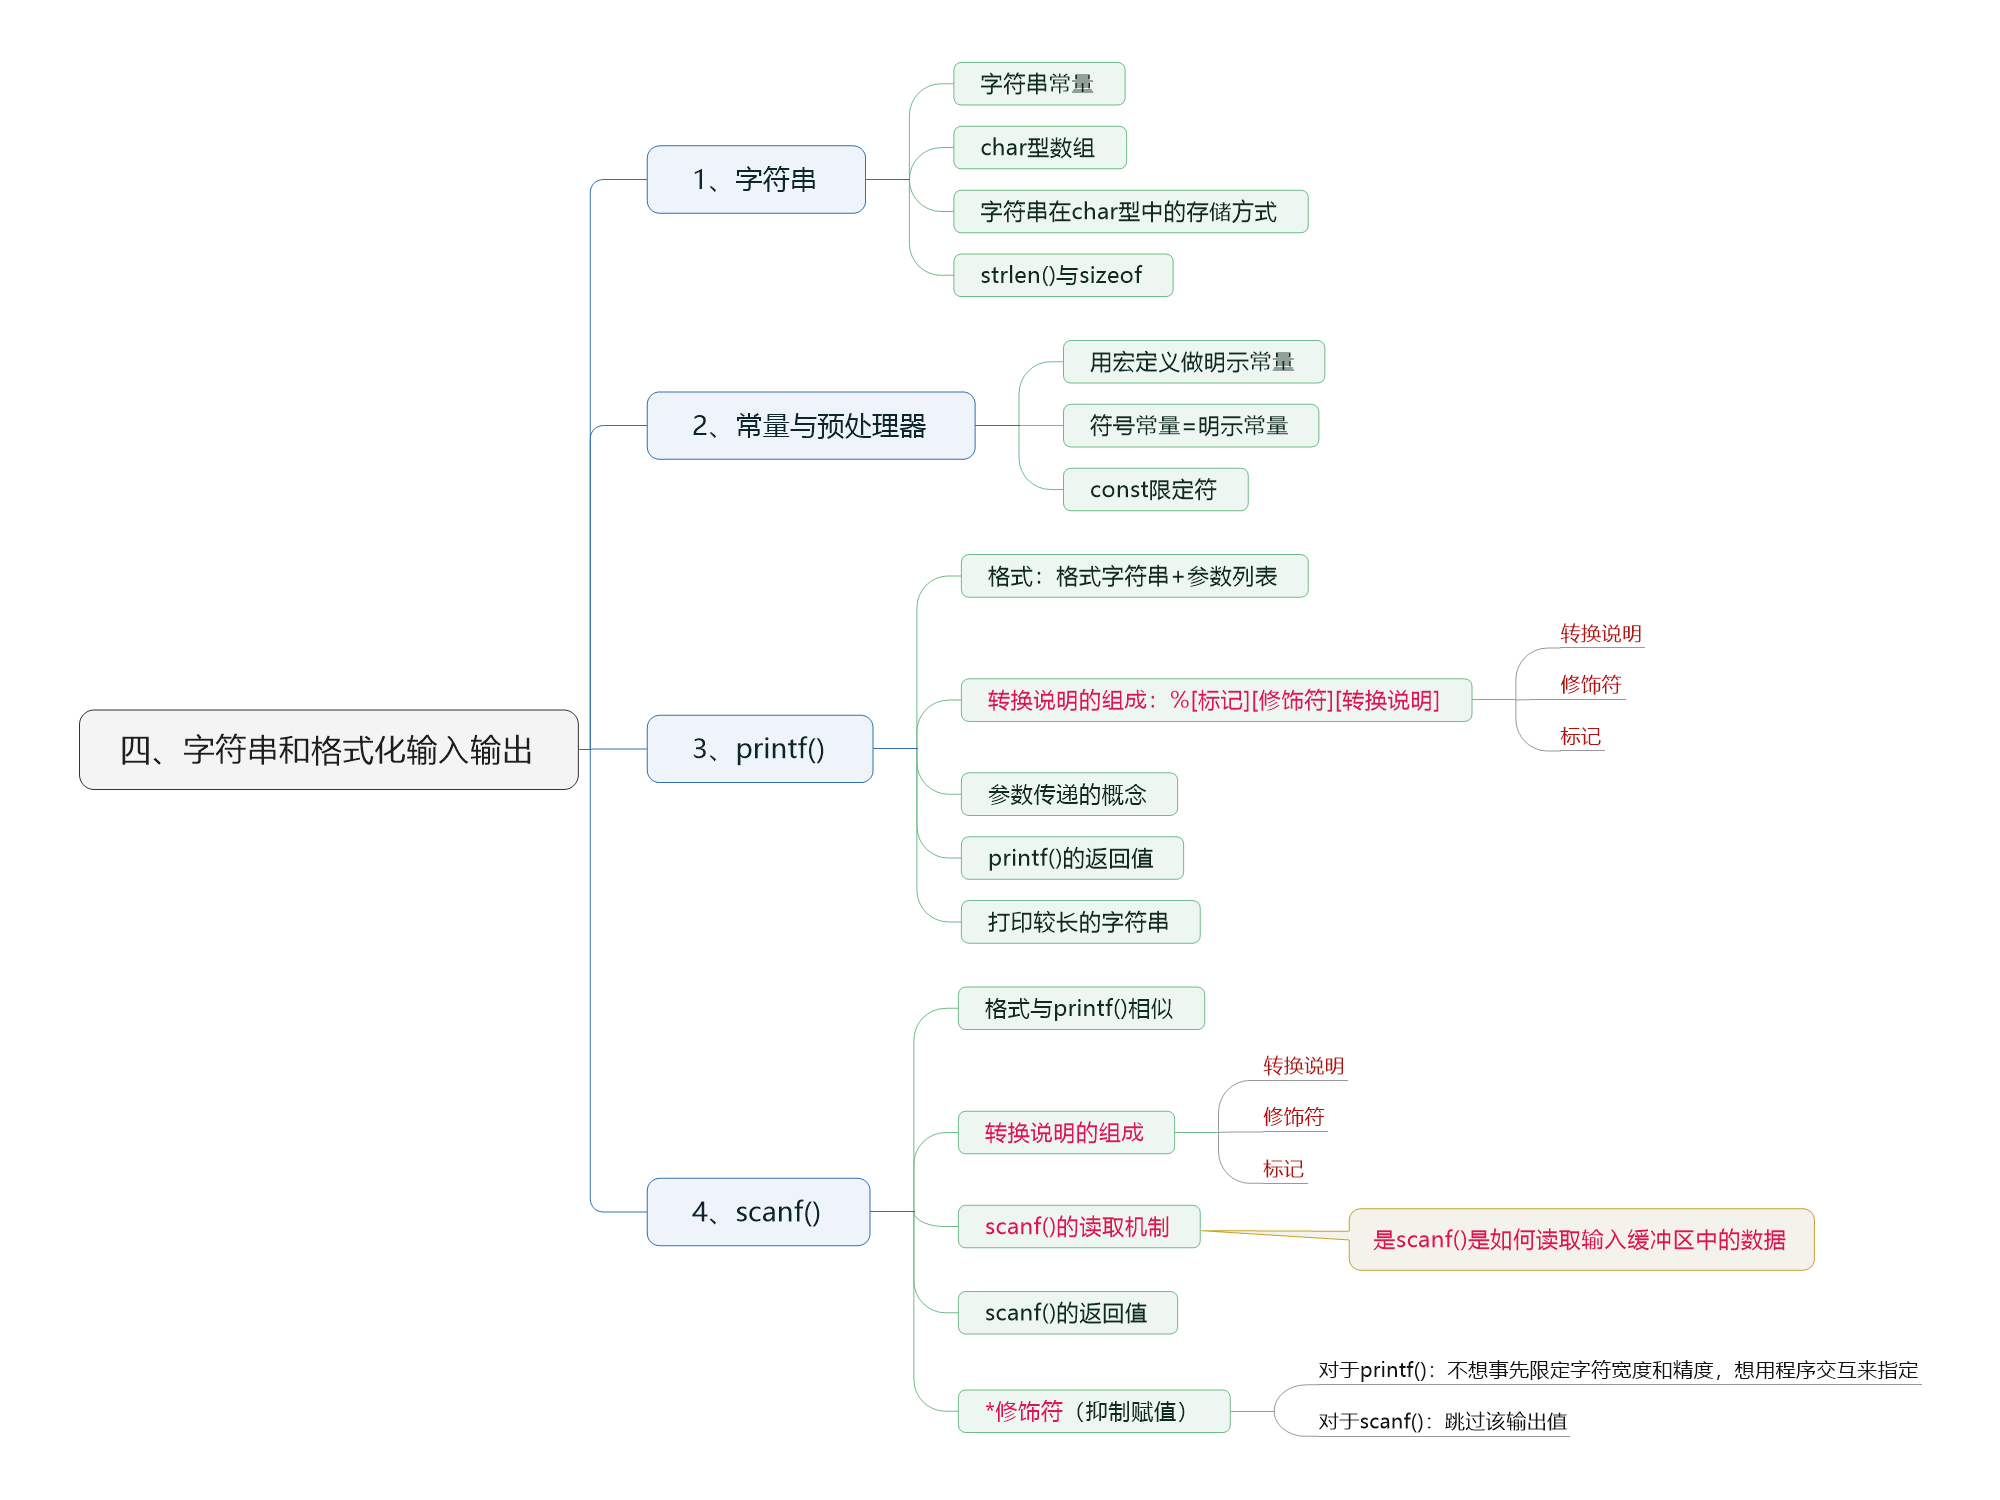 四、字符串和格式化输入输出
1、字符串
字符串常量
char型数组
字符串在char型中的存储方式
strlen()与sizeof
2、常量与预处理器
用宏定义做明示常量
符号常量=明示常量
const限定符
3、printf()
格式：格式字符串+参数列表
转换说明的组成：%[标记][修饰符][转换说明]
转换说明
修饰符
标记
参数传递的概念
printf()的返回值
打印较长的字符串
4、scanf()
格式与printf()相似
转换说明的组成
转换说明
修饰符
标记
scanf()的读取机制
是scanf()是如何读取输入缓冲区中的数据
scanf()的返回值
*修饰符（抑制赋值）
对于printf()：不想事先限定字符宽度和精度，想用程序交互来指定
对于scanf()：跳过该输出值